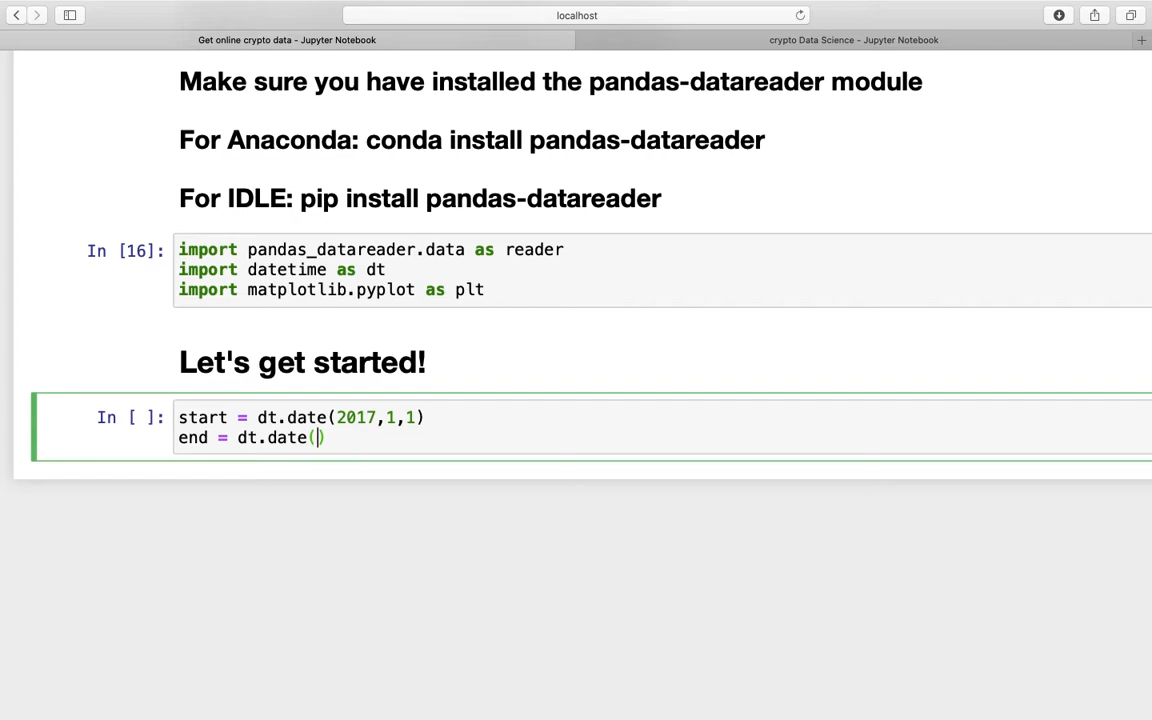 localhost
Get online crypto data - Jupyter Notebook
crypto Data Science - Jupyter Notebook
Make sure you have installed the pandas-datareader module
For Anaconda: conda install pandas-datareader
For IDLE: pip install pandas-datareader
In [16]: import pandas_datareader.data as reader
import datetime as dt
import matplotlib.pyplot as plt
Let's get started!
In [ ]: start = dt.date(2017,1,1)
end = dt.date()